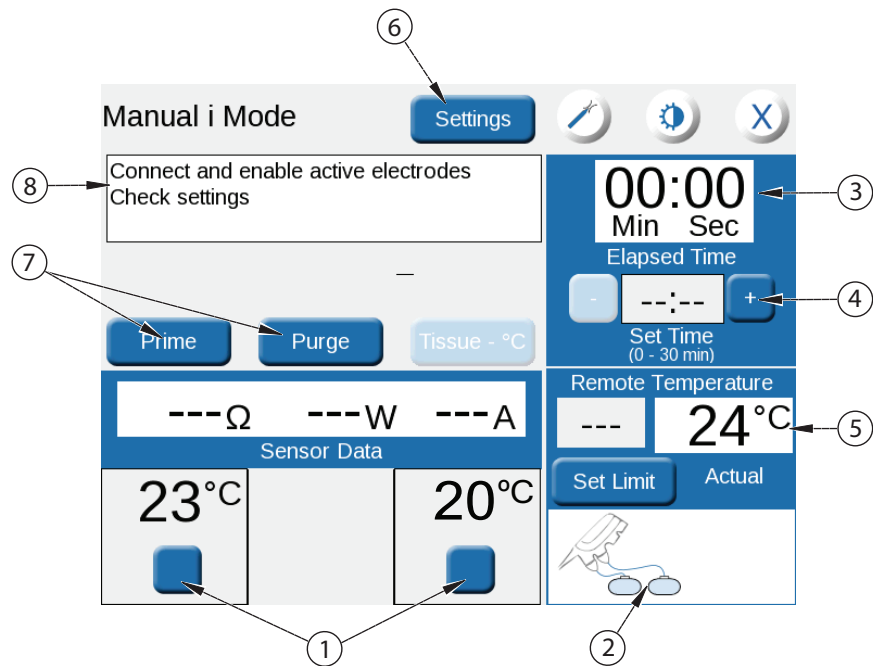 6
Manual i Mode
Settings
X
8
Connect and enable active electrodes
Check settings
00:00
Min Sec
3
Elapsed Time
7
-
--:--
+
4
Set Time
(0 - 30 min)
Prime
Purge
Tissue - °C
Remote Temperature
---Ω ---W ---A
Sensor Data
---
24°C
5
Set Limit
Actual
23°C
20°C
1
2